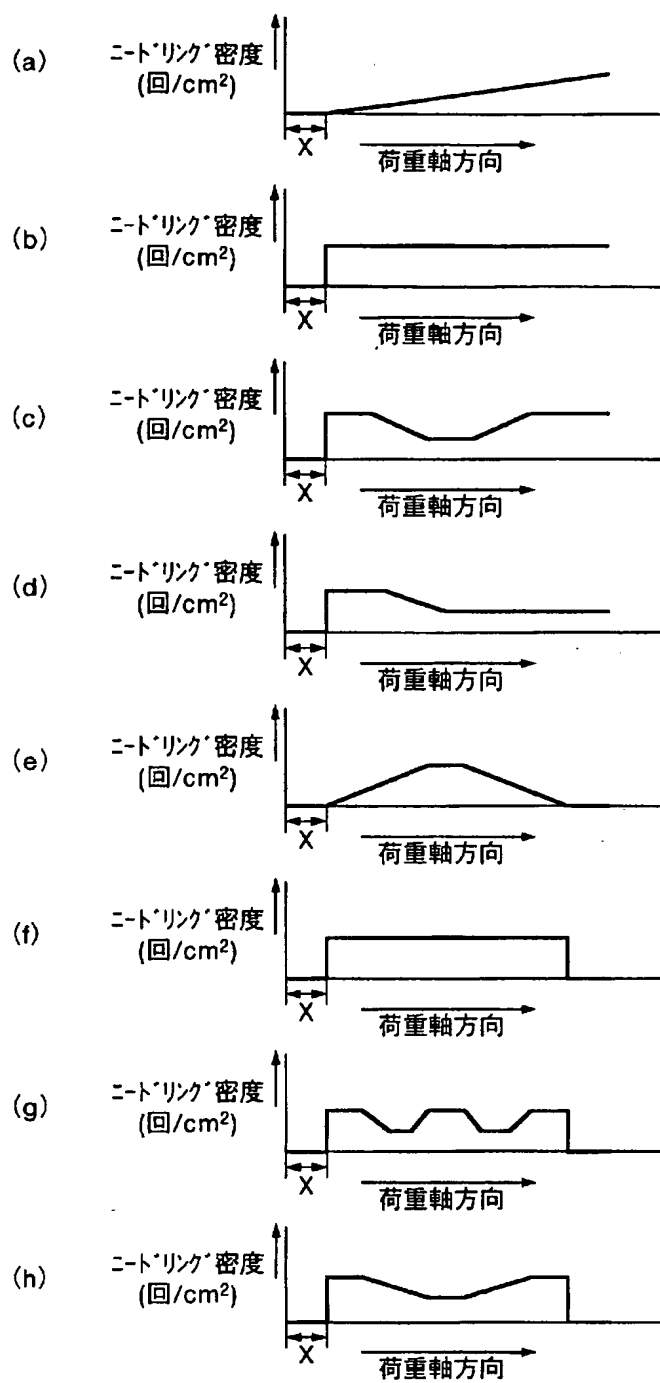 (a)
ニードリング密度
(回/cm²)
X
荷重軸方向
(b)
ニードリング密度
(回/cm²)
X
荷重軸方向
(c)
ニードリング密度
(回/cm²)
X
荷重軸方向
(d)
ニードリング密度
(回/cm²)
X
荷重軸方向
(e)
ニードリング密度
(回/cm²)
X
荷重軸方向
(f)
ニードリング密度
(回/cm²)
X
荷重軸方向
(g)
ニードリング密度
(回/cm²)
X
荷重軸方向
(h)
ニードリング密度
(回/cm²)
X
荷重軸方向